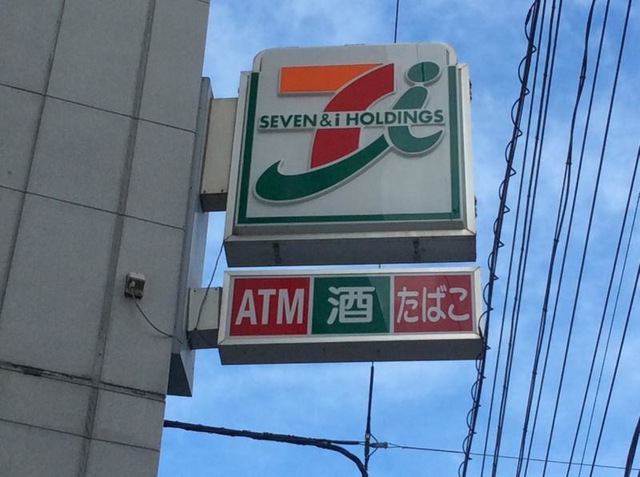 SEVEN & i HOLDINGS
ATM 酒 たばこ